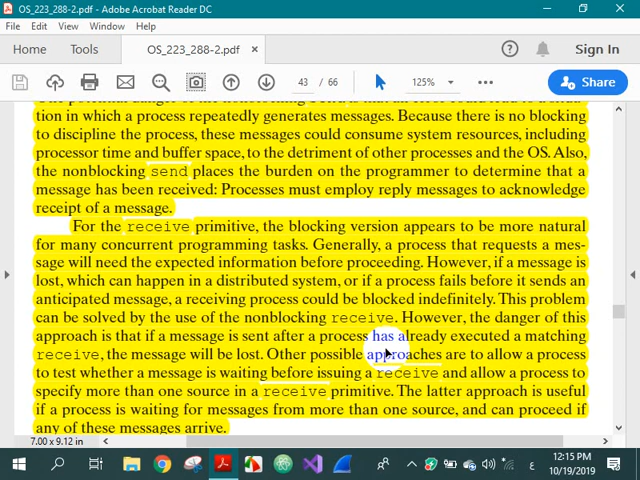 OS_223_288-2.pdf - Adobe Acrobat Reader DC
File Edit View Window Help
Home Tools OS_223_288-2.pdf × Sign In
43 / 66 125% Share
tion in which a process repeatedly generates messages. Because there is no blocking
to discipline the process, these messages could consume system resources, including
processor time and buffer space, to the detriment of other processes and the OS. Also,
the nonblocking send places the burden on the programmer to determine that a
message has been received: Processes must employ reply messages to acknowledge
receipt of a message.
For the receive primitive, the blocking version appears to be more natural
for many concurrent programming tasks. Generally, a process that requests a mes-
sage will need the expected information before proceeding. However, if a message is
lost, which can happen in a distributed system, or if a process fails before it sends an
anticipated message, a receiving process could be blocked indefinitely. This problem
can be solved by the use of the nonblocking receive. However, the danger of this
approach is that if a message is sent after a process has already executed a matching
receive, the message will be lost. Other possible approaches are to allow a process
to test whether a message is waiting before issuing a receive and allow a process to
specify more than one source in a receive primitive. The latter approach is useful
if a process is waiting for messages from more than one source, and can proceed if
any of these messages arrive.
7.00 x 9.12 in
12:15 PM
ع
10/19/2019